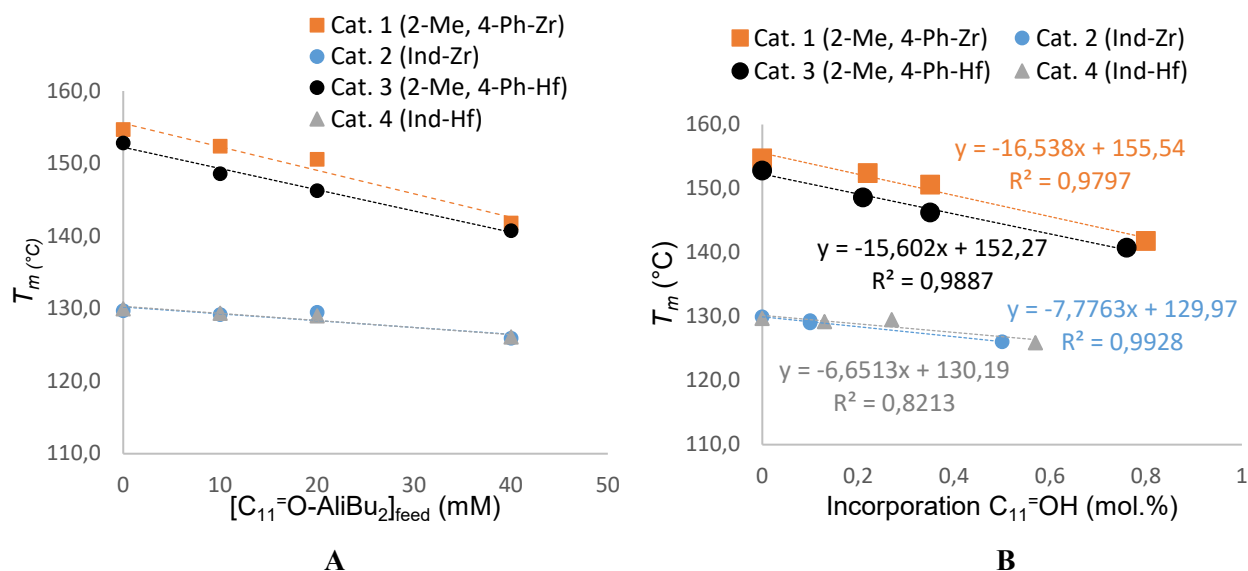 Cat. 1 (2-Me, 4-Ph-Zr)
Cat. 2 (Ind-Zr)
Cat. 3 (2-Me, 4-Ph-Hf)
Cat. 4 (Ind-Hf)
160,0
150,0
140,0
130,0
120,0
110,0
Tm (°C)
0 10 20 30 40 50
[C11=O-AliBu2]feed (mM)
A
Cat. 1 (2-Me, 4-Ph-Zr) Cat. 2 (Ind-Zr)
Cat. 3 (2-Me, 4-Ph-Hf) Cat. 4 (Ind-Hf)
160,0
150,0
140,0
130,0
120,0
110,0
Tm (°C)
y = -16,538x + 155,54
R² = 0,9797
y = -15,602x + 152,27
R² = 0,9887
y = -7,7763x + 129,97
R² = 0,9928
y = -6,6513x + 130,19
R² = 0,8213
0 0,2 0,4 0,6 0,8 1
Incorporation C11=OH (mol.%)
B